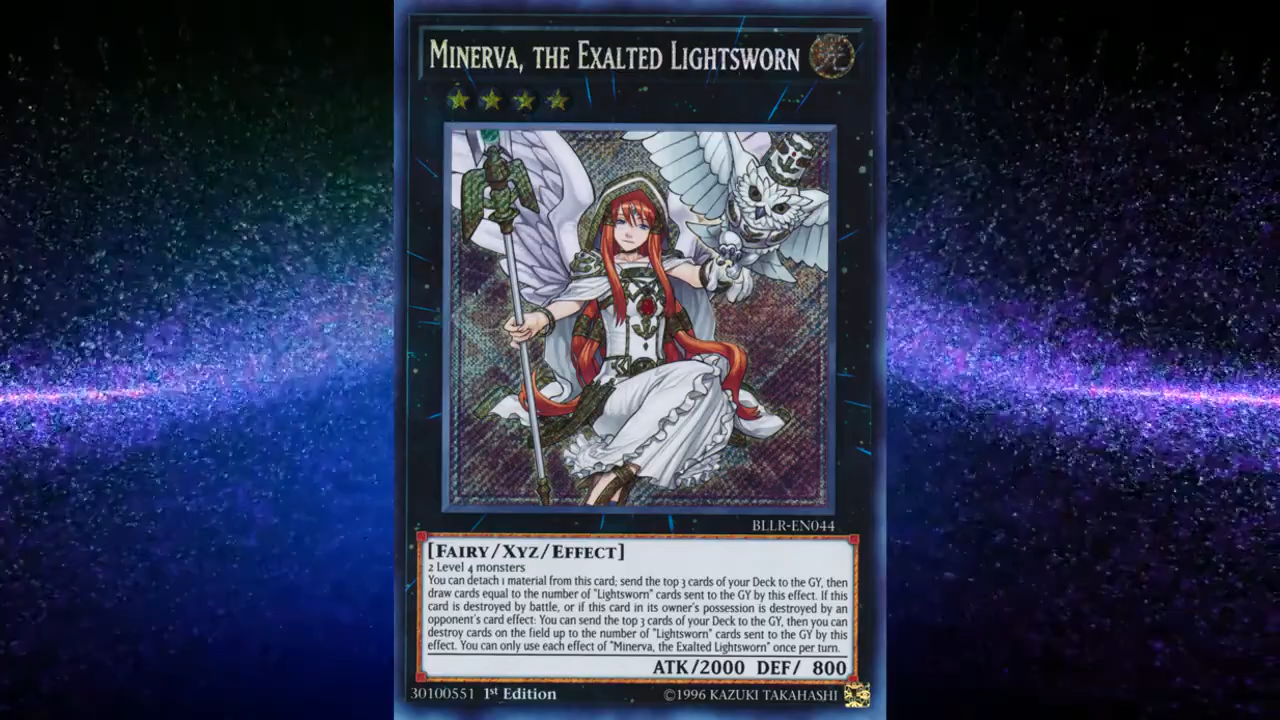 Minerva, the Exalted Lightsworn
BLLR-EN044
[Fairy/Xyz/Effect]
2 Level 4 monsters
You can detach 1 material from this card; send the top 3 cards of your Deck to the GY, then
draw cards equal to the number of "Lightsworn" cards sent to the GY by this effect. If this
card is destroyed by battle, or if this card in its owner's possession is destroyed by an
opponent's card effect: You can send the top 3 cards of your Deck to the GY, then you can
destroy cards on the field up to the number of "Lightsworn" cards sent to the GY by this
effect. You can only use each effect of "Minerva, the Exalted Lightsworn" once per turn.
ATK/2000 DEF/ 800
30100551 1st Edition ©1996 KAZUKI TAKAHASHI